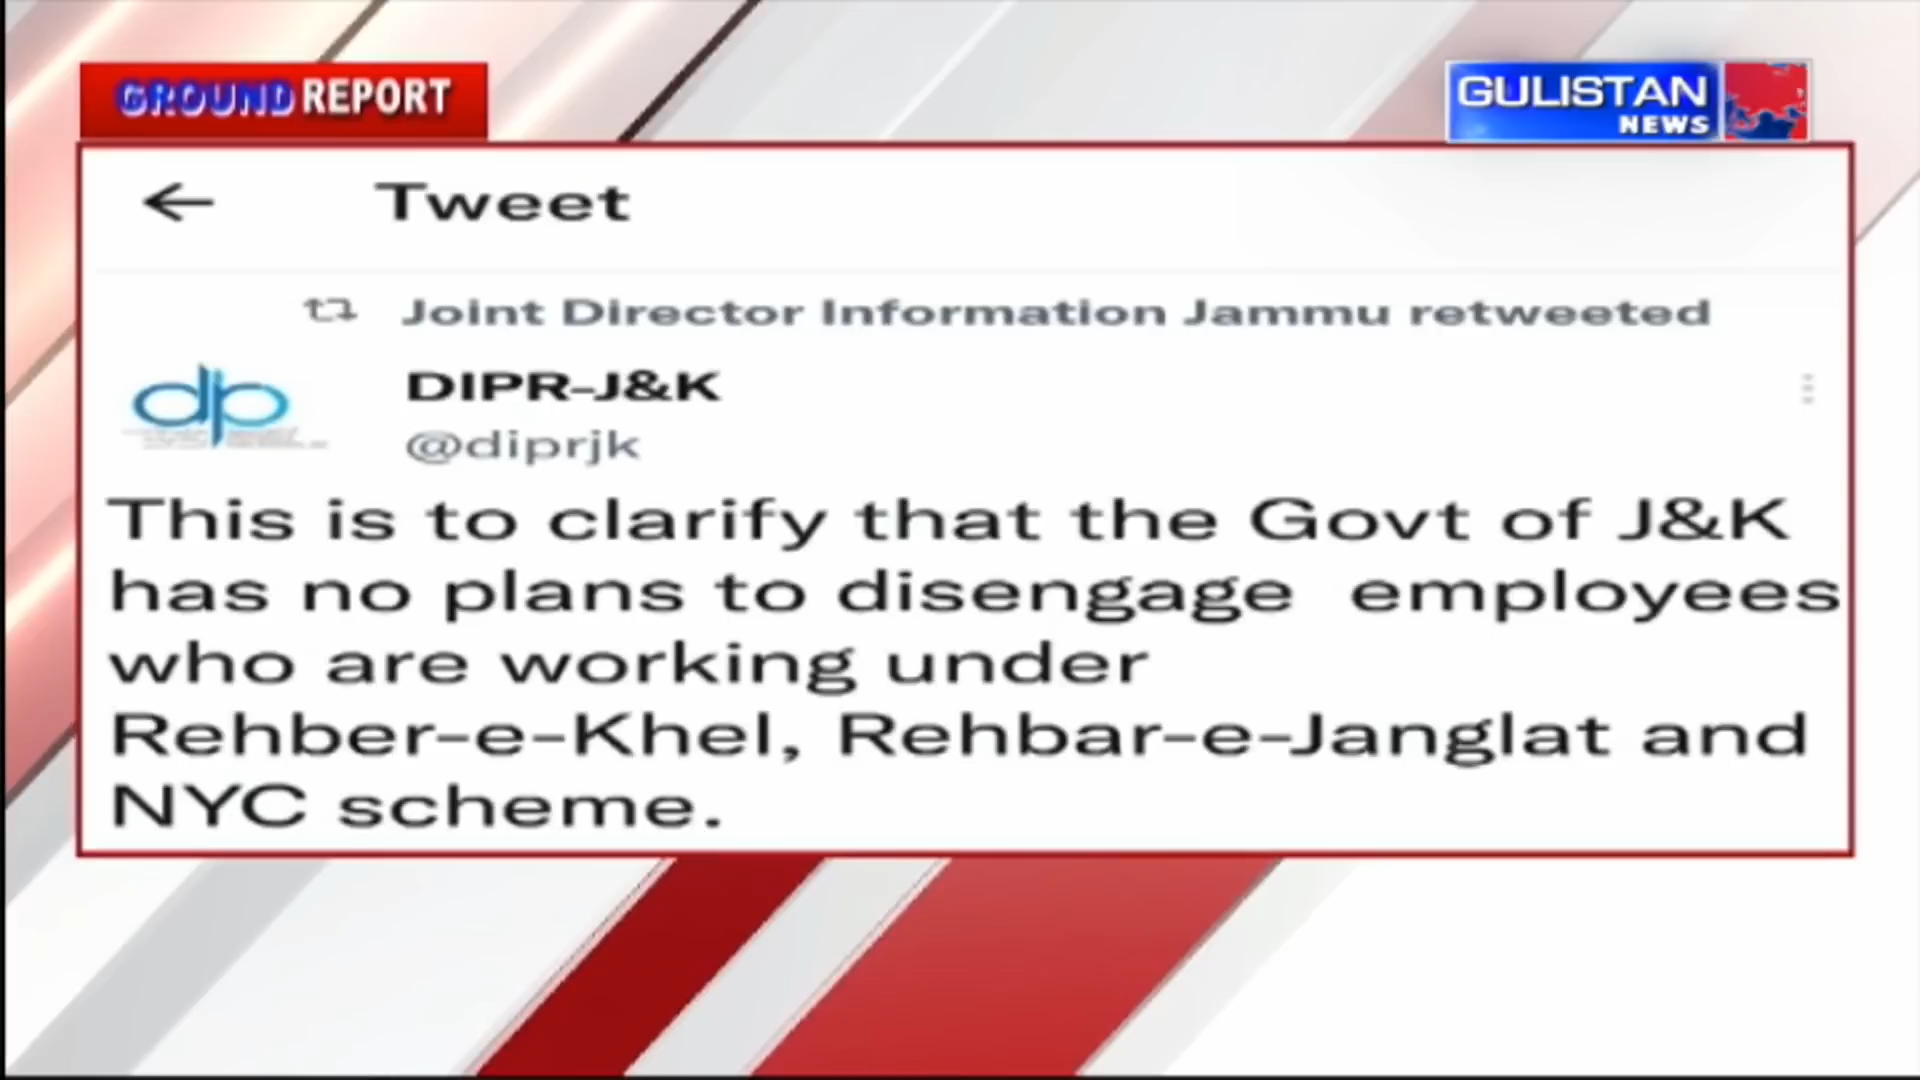 GROUND REPORT
GULISTAN
NEWS
Tweet
Joint Director Information Jammu retweeted
dip
DIPR-J&K
@diprjk
This is to clarify that the Govt of J&K
has no plans to disengage employees
who are working under
Rehber-e-Khel, Rehbar-e-Janglat and
NYC scheme.